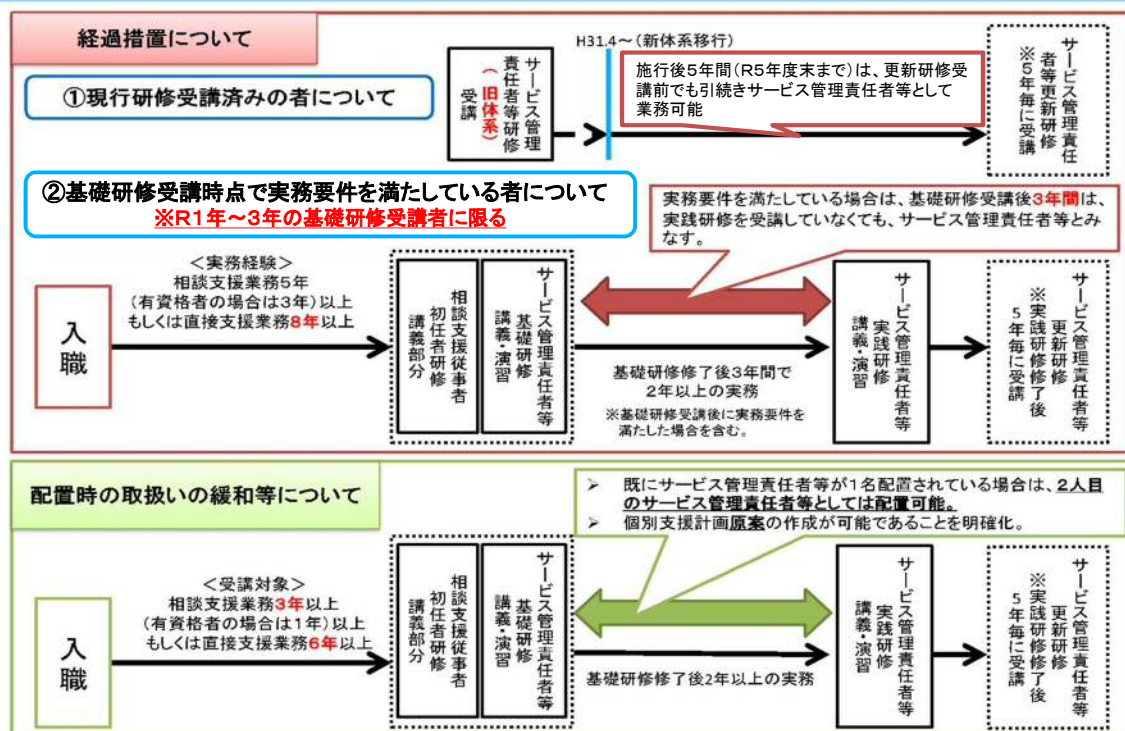 経過措置について
①現行研修受講済みの者について
サービス管理
責任者等研修
(旧体系)
受講
H31.4~(新体系移行)
施行後5年間(R5年度末まで)は、更新研修受
講前でも引続きサービス管理責任者等として
業務可能
サービス管理責任
者等更新研修
※5年毎に受講
②基礎研修受講時点で実務要件を満たしている者について
※R1年~3年の基礎研修受講者に限る
実務要件を満たしている場合は、基礎研修受講後3年間は、
実践研修を受講していなくても、サービス管理責任者等とみ
なす。
入職
<実務経験>
相談支援業務5年
(有資格者の場合は3年)以上
もしくは直接支援業務8年以上
相談支援従事者
初任者研修
講義部分
サービス管理責任者等
基礎研修
講義・演習
基礎研修修了後3年間で
2年以上の実務
※基礎研修受講後に実務要件を
満たした場合を含む。
サービス管理責任者等
実践研修
講義・演習
サービス管理責任者等
更新研修
※実践研修修了後
5年毎に受講
配置時の取扱いの緩和等について
➢ 既にサービス管理責任者等が1名配置されている場合は、2人目
のサービス管理責任者等としては配置可能。
➢ 個別支援計画原案の作成が可能であることを明確化。
入職
<受講対象>
相談支援業務3年以上
(有資格者の場合は1年)以上
もしくは直接支援業務6年以上
相談支援従事者
初任者研修
講義部分
サービス管理責任者等
基礎研修
講義・演習
基礎研修修了後2年以上の実務
サービス管理責任者等
実践研修
講義・演習
サービス管理責任者等
更新研修
※実践研修修了後
5年毎に受講